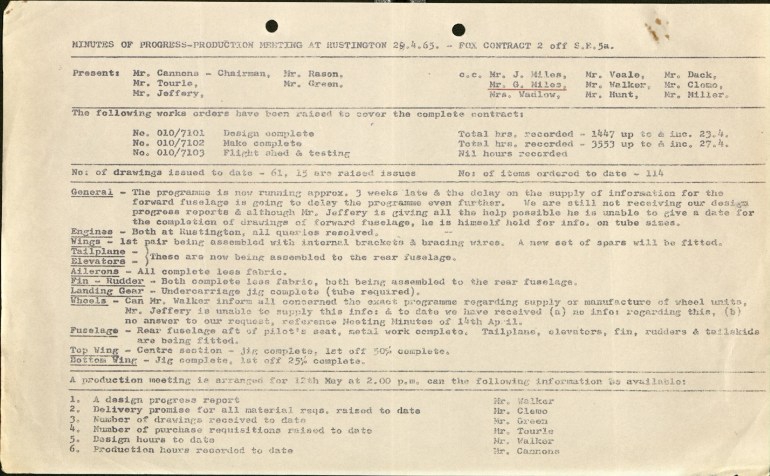 MINUTES OF PROGRESS-PRODUCTION MEETING AT RUSTINGTON 29.4.65. - FOX CONTRACT 2 off S.E.5a.
Present: Mr. Cannons - Chairman, Mr. Rason, c.c. Mr. J. Miles, Mr. Veale, Mr. Dack,
Mr. Tourle, Mr. Green, Mr. G. Miles, Mr. Walker, Mr. Clemo,
Mr. Jeffery, Mrs. Wadlow, Mr. Hunt, Mr. Miller.
The following works orders have been raised to cover the complete contract:
No. 010/7101 Design complete Total hrs. recorded - 1447 up to & inc. 23.4.
No. 010/7102 Make complete Total hrs. recorded - 3553 up to & inc. 27.4.
No. 010/7103 Flight shed & testing Nil hours recorded
No: of drawings issued to date - 61, 15 are raised issues No: of items ordered to date - 114
General - The programme is now running approx. 3 weeks late & the delay on the supply of information for the
forward fuselage is going to delay the programme even further. We are still not receiving our design
progress reports & although Mr. Jeffery is giving all the help possible he is unable to give a date for
the completion of drawings of forward fuselage, he is himself held for info. on tube sizes.
Engines - Both at Rustington, all queries resolved.
Wings - 1st pair being assembled with internal brackets & bracing wires. A new set of spars will be fitted.
Tailplane -
Elevators - These are now being assembled to the rear fuselage.
Ailerons - All complete less fabric.
Fin - Rudder - Both complete less fabric, both being assembled to the rear fuselage.
Landing Gear - Undercarriage jig complete (tube required).
Wheels - Can Mr. Walker inform all concerned the exact programme regarding supply or manufacture of wheel units,
Mr. Jeffery is unable to supply this info: & to date we have received (a) no info: regarding this, (b)
no answer to our request, reference Meeting Minutes of 14th April.
Fuselage - Rear fuselage aft of pilot's seat, metal work complete. Tailplane, elevators, fin, rudders & tailskids
are being fitted.
Top Wing - Centre section - jig complete, 1st off 50% complete.
Bottom Wing - Jig complete, 1st off 25% complete.
A production meeting is arranged for 12th May at 2.00 p.m. can the following information be available:
1. A design progress report Mr. Walker
2. Delivery promise for all material reqs. raised to date Mr. Clemo
3. Number of drawings received to date Mr. Green
4. Number of purchase requisitions raised to date Mr. Tourle
5. Design hours to date Mr. Walker
6. Production hours recorded to date Mr. Cannons